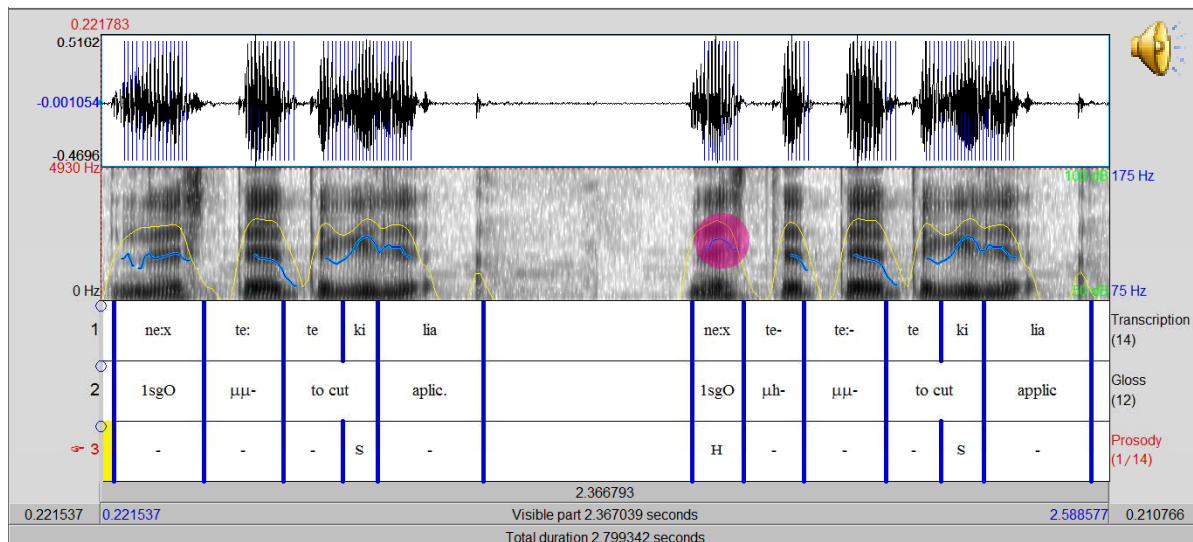 0.221783
0.5162
-0.001054
-0.4696
4930 Hz 100 dB 175 Hz
0 Hz 50 dB 75 Hz
1 ne:x te: te ki lia ne:x te- te:- te ki lia Transcription (14)
2 1sgO μμ- to cut aplic. 1sgO μh- μμ- to cut applic Gloss (12)
☞ 3 - - - S - H - - - S - Prosody (1/14)
2.366793
0.221537 0.221537 Visible part 2.367039 seconds 2.588577 0.210766
Total duration 2.799342 seconds